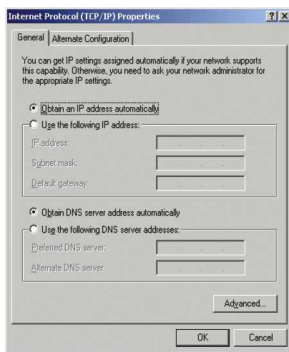 Internet Protocol (TCP/IP) Properties
General
Alternate Configuration
You can get IP settings assigned automatically if your network supports
this capability. Otherwise, you need to ask your network administrator for
the appropriate IP settings.
Obtain an IP address automatically
Use the following IP address:
IP address:
Subnet mask:
Default gateway:
Obtain DNS server address automatically
Use the following DNS server addresses:
Preferred DNS server:
Alternate DNS server:
Advanced...
OK
Cancel